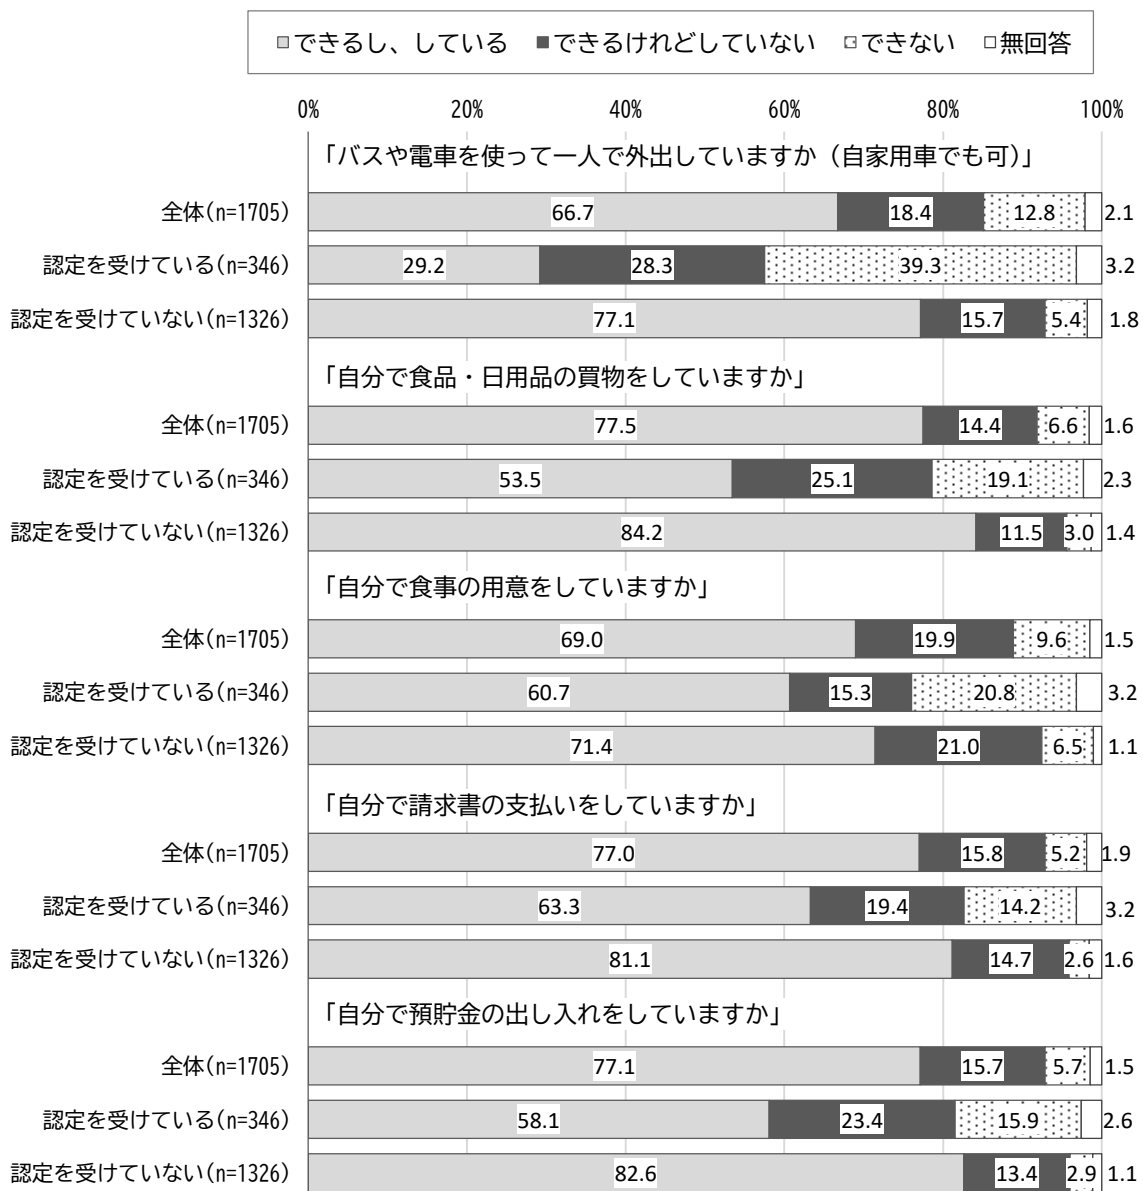 できるし、している できるけれどしていない できない 無回答
0% 20% 40% 60% 80% 100%
「バスや電車を使って一人で外出していますか（自家用車でも可）」
全体(n=1705) 66.7 18.4 12.8 2.1
認定を受けている(n=346) 29.2 28.3 39.3 3.2
認定を受けていない(n=1326) 77.1 15.7 5.4 1.8
「自分で食品・日用品の買物をしていますか」
全体(n=1705) 77.5 14.4 6.6 1.6
認定を受けている(n=346) 53.5 25.1 19.1 2.3
認定を受けていない(n=1326) 84.2 11.5 3.0 1.4
「自分で食事の用意をしていますか」
全体(n=1705) 69.0 19.9 9.6 1.5
認定を受けている(n=346) 60.7 15.3 20.8 3.2
認定を受けていない(n=1326) 71.4 21.0 6.5 1.1
「自分で請求書の支払いをしていますか」
全体(n=1705) 77.0 15.8 5.2 1.9
認定を受けている(n=346) 63.3 19.4 14.2 3.2
認定を受けていない(n=1326) 81.1 14.7 2.6 1.6
「自分で預貯金の出し入れをしていますか」
全体(n=1705) 77.1 15.7 5.7 1.5
認定を受けている(n=346) 58.1 23.4 15.9 2.6
認定を受けていない(n=1326) 82.6 13.4 2.9 1.1